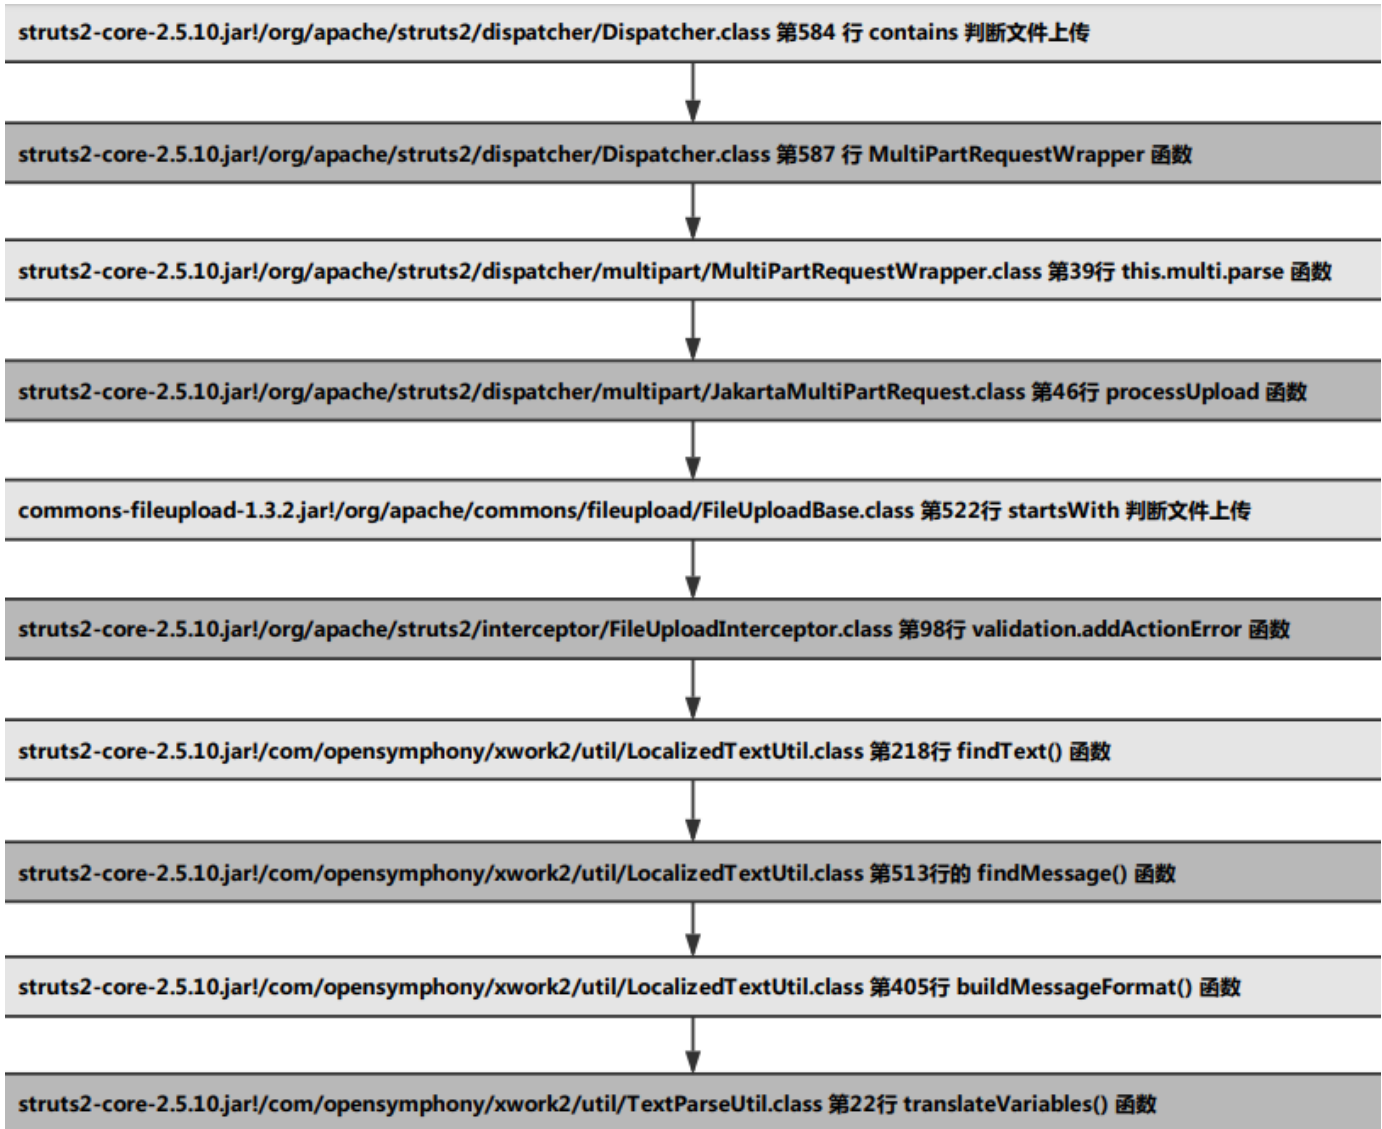 struts2-core-2.5.10.jar!/org/apache/struts2/dispatcher/Dispatcher.class 第584 行 contains 判断文件上传
struts2-core-2.5.10.jar!/org/apache/struts2/dispatcher/Dispatcher.class 第587 行 MultiPartRequestWrapper 函数
struts2-core-2.5.10.jar!/org/apache/struts2/dispatcher/multipart/MultiPartRequestWrapper.class 第39行 this.multi.parse 函数
struts2-core-2.5.10.jar!/org/apache/struts2/dispatcher/multipart/JakartaMultiPartRequest.class 第46行 processUpload 函数
commons-fileupload-1.3.2.jar!/org/apache/commons/fileupload/FileUploadBase.class 第522行 startsWith 判断文件上传
struts2-core-2.5.10.jar!/org/apache/struts2/interceptor/FileUploadInterceptor.class 第98行 validation.addActionError 函数
struts2-core-2.5.10.jar!/com/opensymphony/xwork2/util/LocalizedTextUtil.class 第218行 findText() 函数
struts2-core-2.5.10.jar!/com/opensymphony/xwork2/util/LocalizedTextUtil.class 第513行的 findMessage() 函数
struts2-core-2.5.10.jar!/com/opensymphony/xwork2/util/LocalizedTextUtil.class 第405行 buildMessageFormat() 函数
struts2-core-2.5.10.jar!/com/opensymphony/xwork2/util/TextParseUtil.class 第22行 translateVariables() 函数